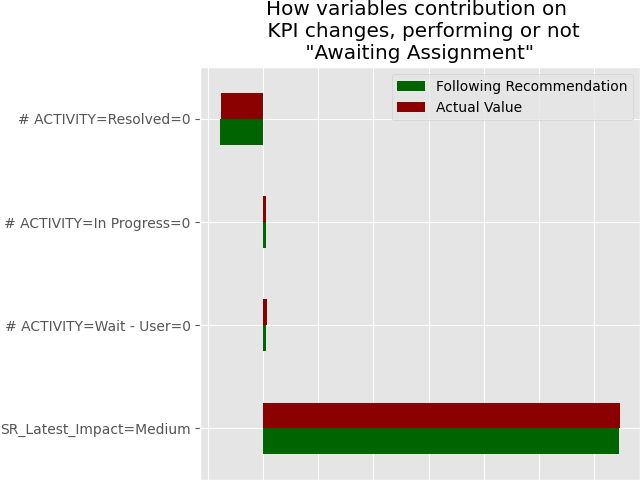 How variables contribution on
KPI changes, performing or not
"Awaiting Assignment"
Following Recommendation
Actual Value
# ACTIVITY=Resolved=0
# ACTIVITY=In Progress=0
# ACTIVITY=Wait - User=0
SR_Latest_Impact=Medium